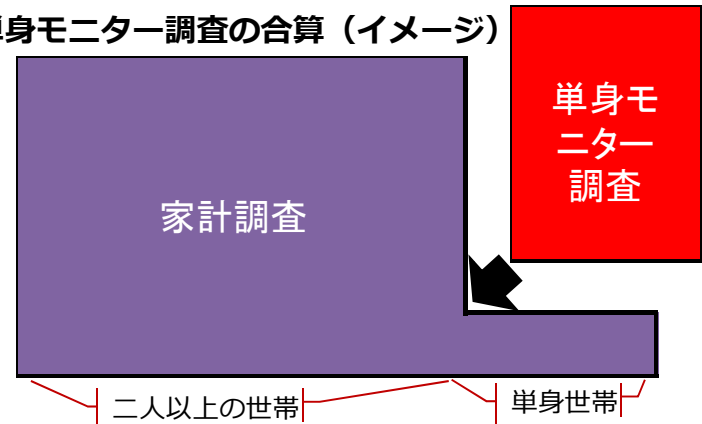 単身モニター調査の合算（イメージ）
単身モ
ニター
調査
家計調査
二人以上の世帯
単身世帯